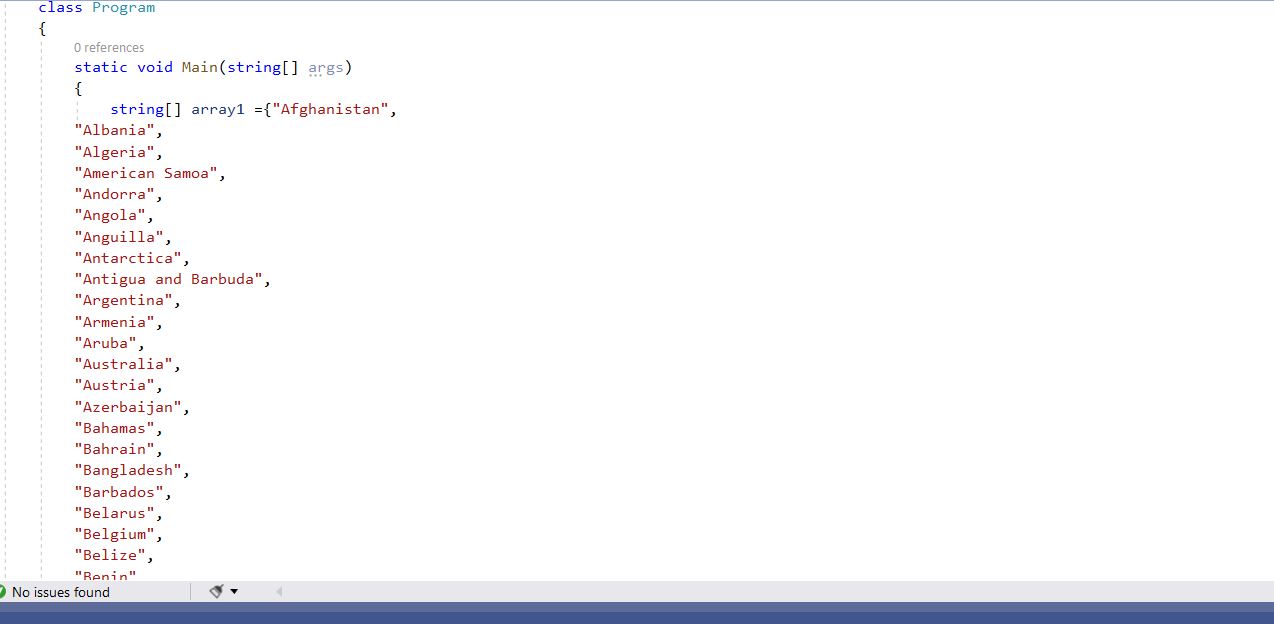 class Program
{
0 references
static void Main(string[] args)
{
string[] array1 ={"Afghanistan",
"Albania",
"Algeria",
"American Samoa",
"Andorra",
"Angola",
"Anguilla",
"Antarctica",
"Antigua and Barbuda",
"Argentina",
"Armenia",
"Aruba",
"Australia",
"Austria",
"Azerbaijan",
"Bahamas",
"Bahrain",
"Bangladesh",
"Barbados",
"Belarus",
"Belgium",
"Belize",
"Benin"
No issues found